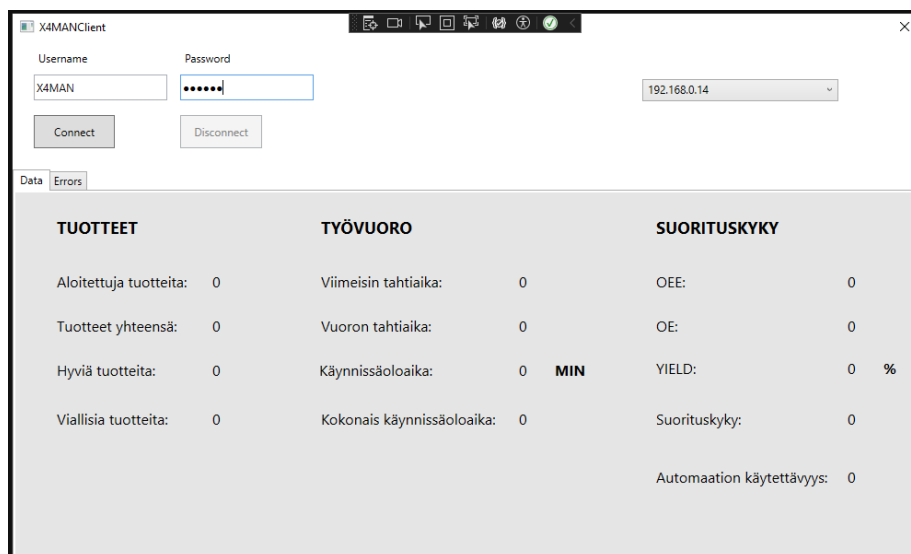 X4MANClient
Username Password
X4MAN ●●●●●●
192.168.0.14
Connect Disconnect
Data Errors
TUOTTEET TYÖVUORO SUORITUSKYKY
Aloitettuja tuotteita: 0 Viimeisin tahtiaika: 0 OEE: 0
Tuotteet yhteensä: 0 Vuoron tahtiaika: 0 OE: 0
Hyviä tuotteita: 0 Käynnissäoloaika: 0 MIN YIELD: 0 %
Viallisia tuotteita: 0 Kokonais käynnissäoloaika: 0 Suorituskyky: 0
Automaation käytettävyys: 0